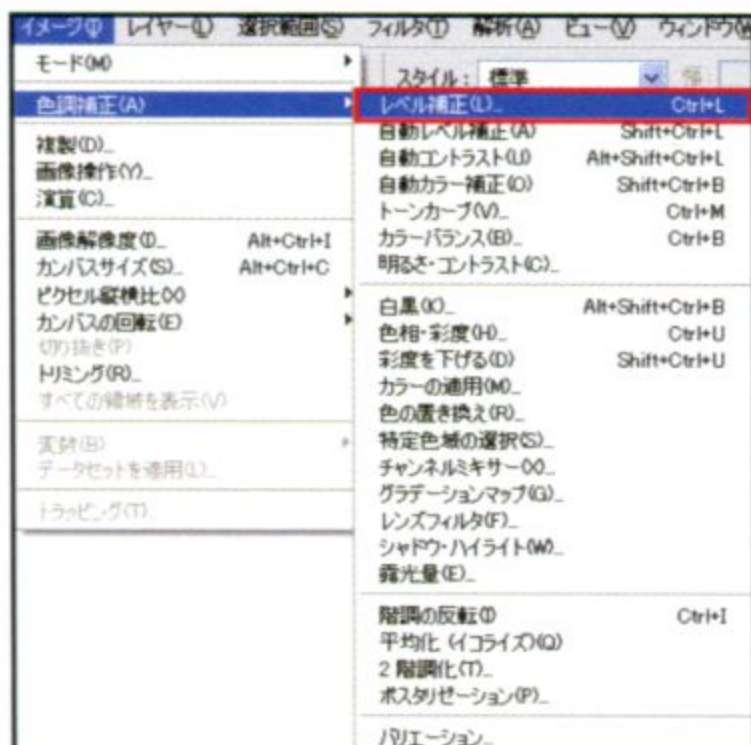 イメージ(I) レイヤー(L) 選択範囲(S) フィルタ(T) 解析(A) ビュー(V) ウィンドウ(W
スタイル： 標準
モード(M)
色調補正(A)
複製(D)...
画像操作(Y)...
演算(C)...
画像解像度(I)... Alt+Ctrl+I
カンバスサイズ(S)... Alt+Ctrl+C
ピクセル縦横比(X)
カンバスの回転(E)
切り抜き(P)
トリミング(R)...
すべての領域を表示(V)
変数(B)
データセットを適用(L)...
トラッピング(T)...
レベル補正(L)... Ctrl+L
自動レベル補正(A) Shift+Ctrl+L
自動コントラスト(U) Alt+Shift+Ctrl+L
自動カラー補正(O) Shift+Ctrl+B
トーンカーブ(V)... Ctrl+M
カラーバランス(B)... Ctrl+B
明るさ・コントラスト(C)...
白黒(K)... Alt+Shift+Ctrl+B
色相・彩度(H)... Ctrl+U
彩度を下げる(D) Shift+Ctrl+U
カラーの適用(M)...
色の置き換え(R)...
特定色域の選択(S)...
チャンネルミキサー(X)...
グラデーションマップ(G)...
レンズフィルタ(F)...
シャドウ・ハイライト(W)...
露光量(E)...
階調の反転(I) Ctrl+I
平均化 (イコライズ)(Q)
2 階調化(T)...
ポスタリゼーション(P)...
バリエーション...